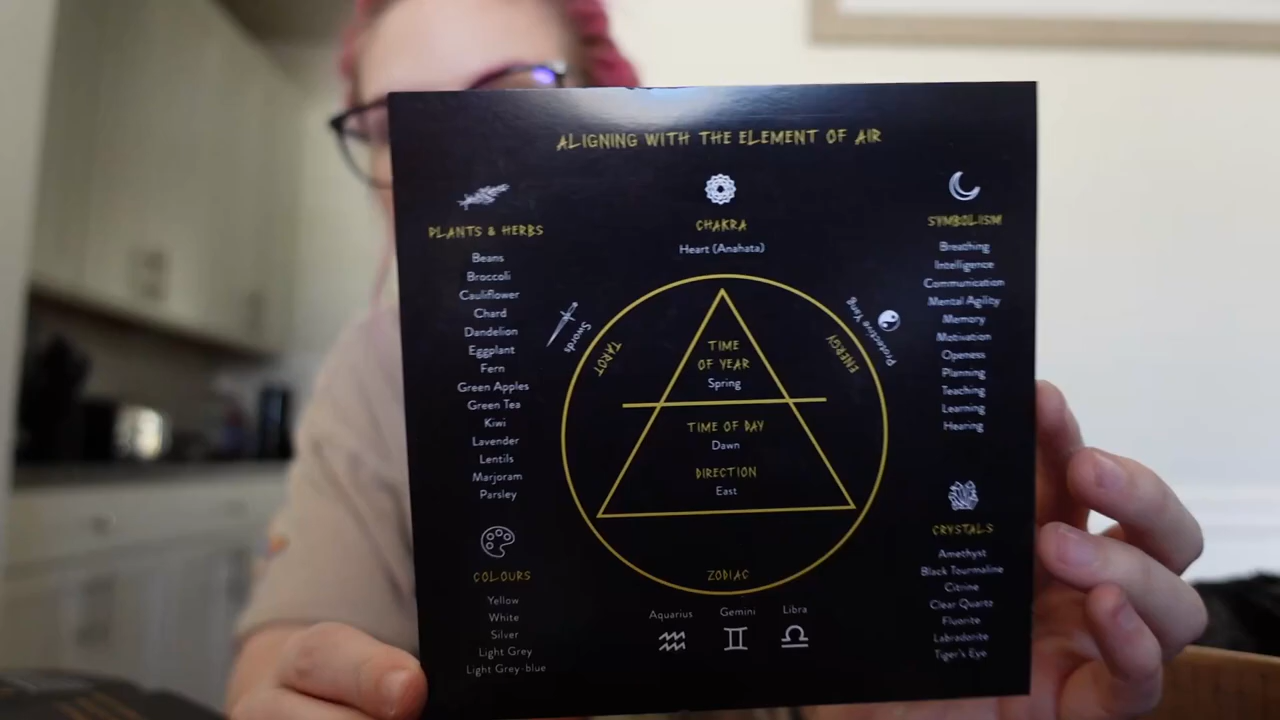 ALIGNING WITH THE ELEMENT OF AIR
PLANTS & HERBS
Beans
Broccoli
Cauliflower
Chard
Dandelion
Eggplant
Fern
Green Apples
Green Tea
Kiwi
Lavender
Lentils
Marjoram
Parsley
COLOURS
Yellow
White
Silver
Light Grey
Light Grey-blue
CHAKRA
Heart (Anahata)
Swords
TAROT
ENERGY
Protective Yang
TIME
OF YEAR
Spring
TIME OF DAY
Dawn
DIRECTION
East
ZODIAC
Aquarius Gemini Libra
SYMBOLISM
Breathing
Intelligence
Communication
Mental Agility
Memory
Motivation
Openess
Planning
Teaching
Learning
Hearing
CRYSTALS
Amethyst
Black Tourmaline
Citrine
Clear Quartz
Fluorite
Labradorite
Tiger's Eye